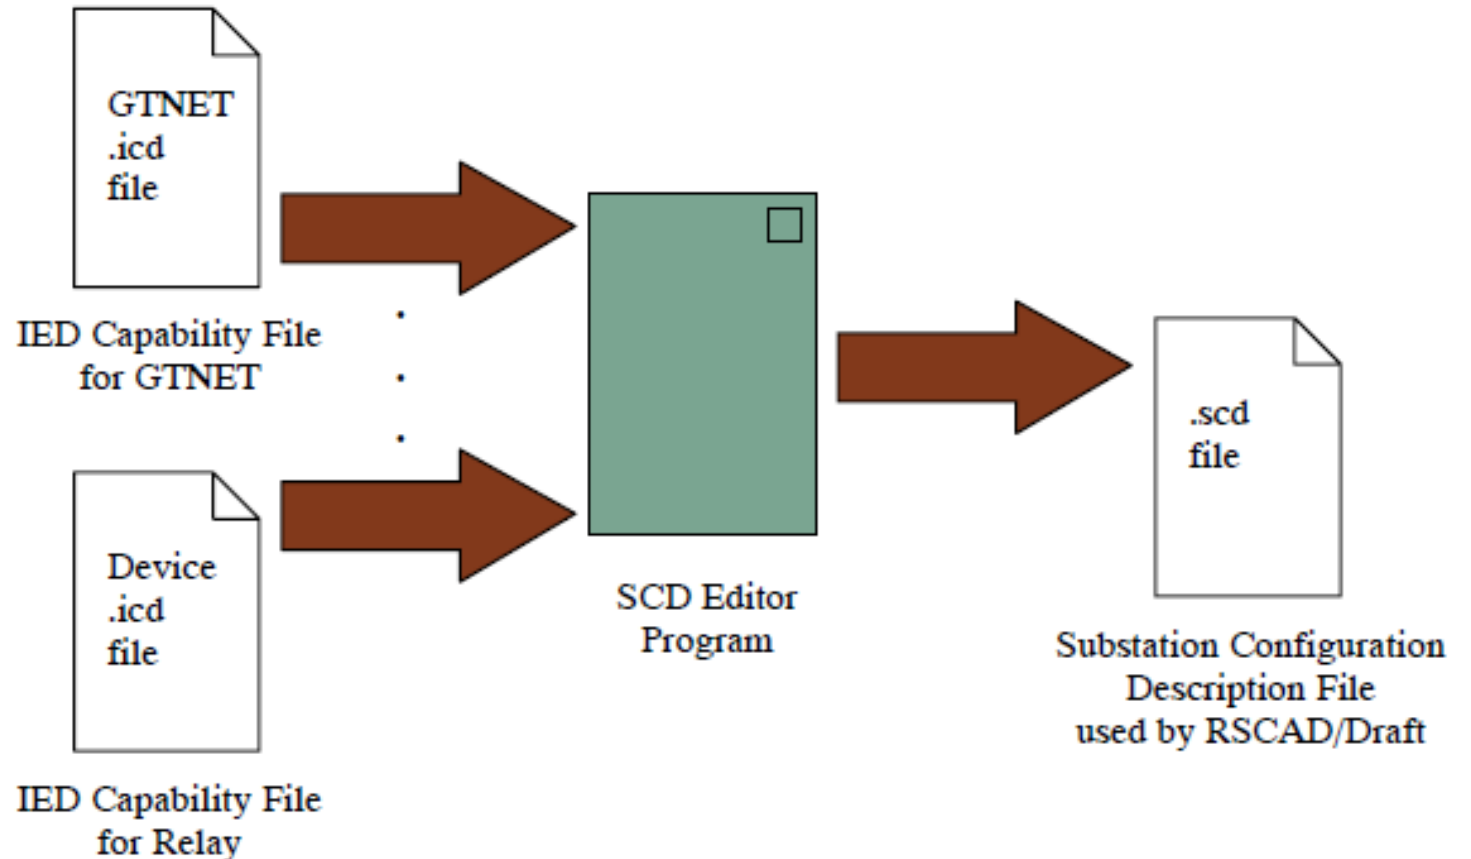 GTNET
.icd
file
IED Capability File
for GTNET
Device
.icd
file
IED Capability File
for Relay
SCD Editor
Program
.scd
file
Substation Configuration
Description File
used by RSCAD/Draft